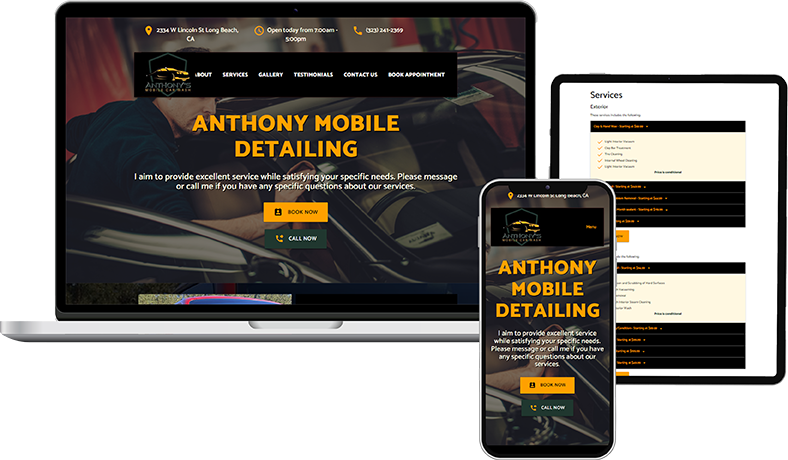 2334 W Lincoln St Long Beach,
CA
Open today from 7:00am -
5:00pm
(323) 241-2369
ANTHONY'S
MOBILE CAR WASH
ABOUT SERVICES GALLERY TESTIMONIALS CONTACT US BOOK APPOINTMENT
ANTHONY MOBILE
DETAILING
I aim to provide excellent service while satisfying your specific needs. Please message
or call me if you have any specific questions about our services.
BOOK NOW
CALL NOW
Services
Exterior
These services includes the following:
Clay & Hand Wax - Starting at $
Light Interior Vacuum
Clay Bar Treatment
Tire Cleaning
Internal Wheel Cleaning
Light Interior Vacuum
Price is conditional
Price is conditional
2334 W Lincoln St Long Beach, CA
ANTHONY'S
MOBILE CAR WASH
Menu
ANTHONY
MOBILE
DETAILING
I aim to provide excellent service
while satisfying your specific needs.
Please message or call me if you have
any specific questions about our
services.
BOOK NOW
CALL NOW